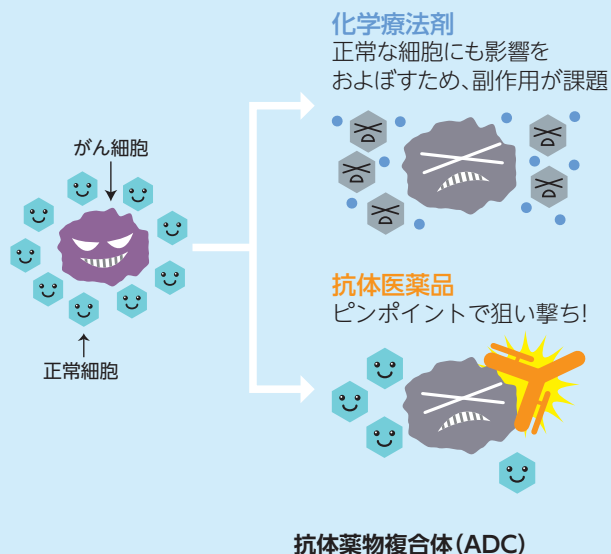 化学療法剤
正常な細胞にも影響を
およぼすため、副作用が課題
がん細胞
正常細胞
抗体医薬品
ピンポイントで狙い撃ち!
抗体薬物複合体(ADC)